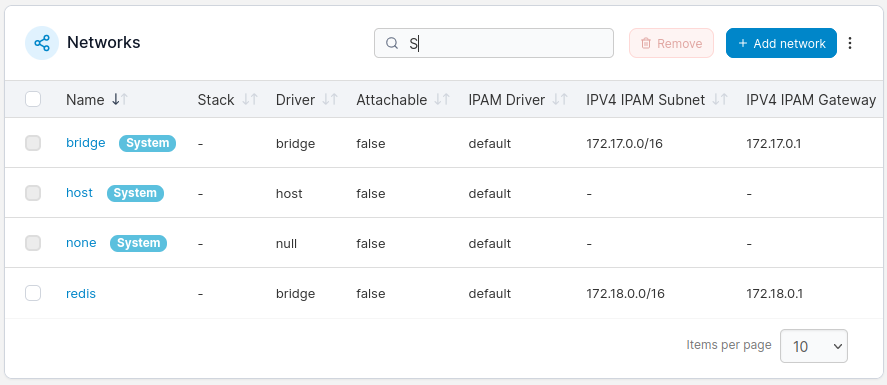 Networks S Remove + Add network
Name Stack Driver Attachable IPAM Driver IPV4 IPAM Subnet IPV4 IPAM Gateway
bridge System - bridge false default 172.17.0.0/16 172.17.0.1
host System - host false default - -
none System - null false default - -
redis - bridge false default 172.18.0.0/16 172.18.0.1
Items per page 10